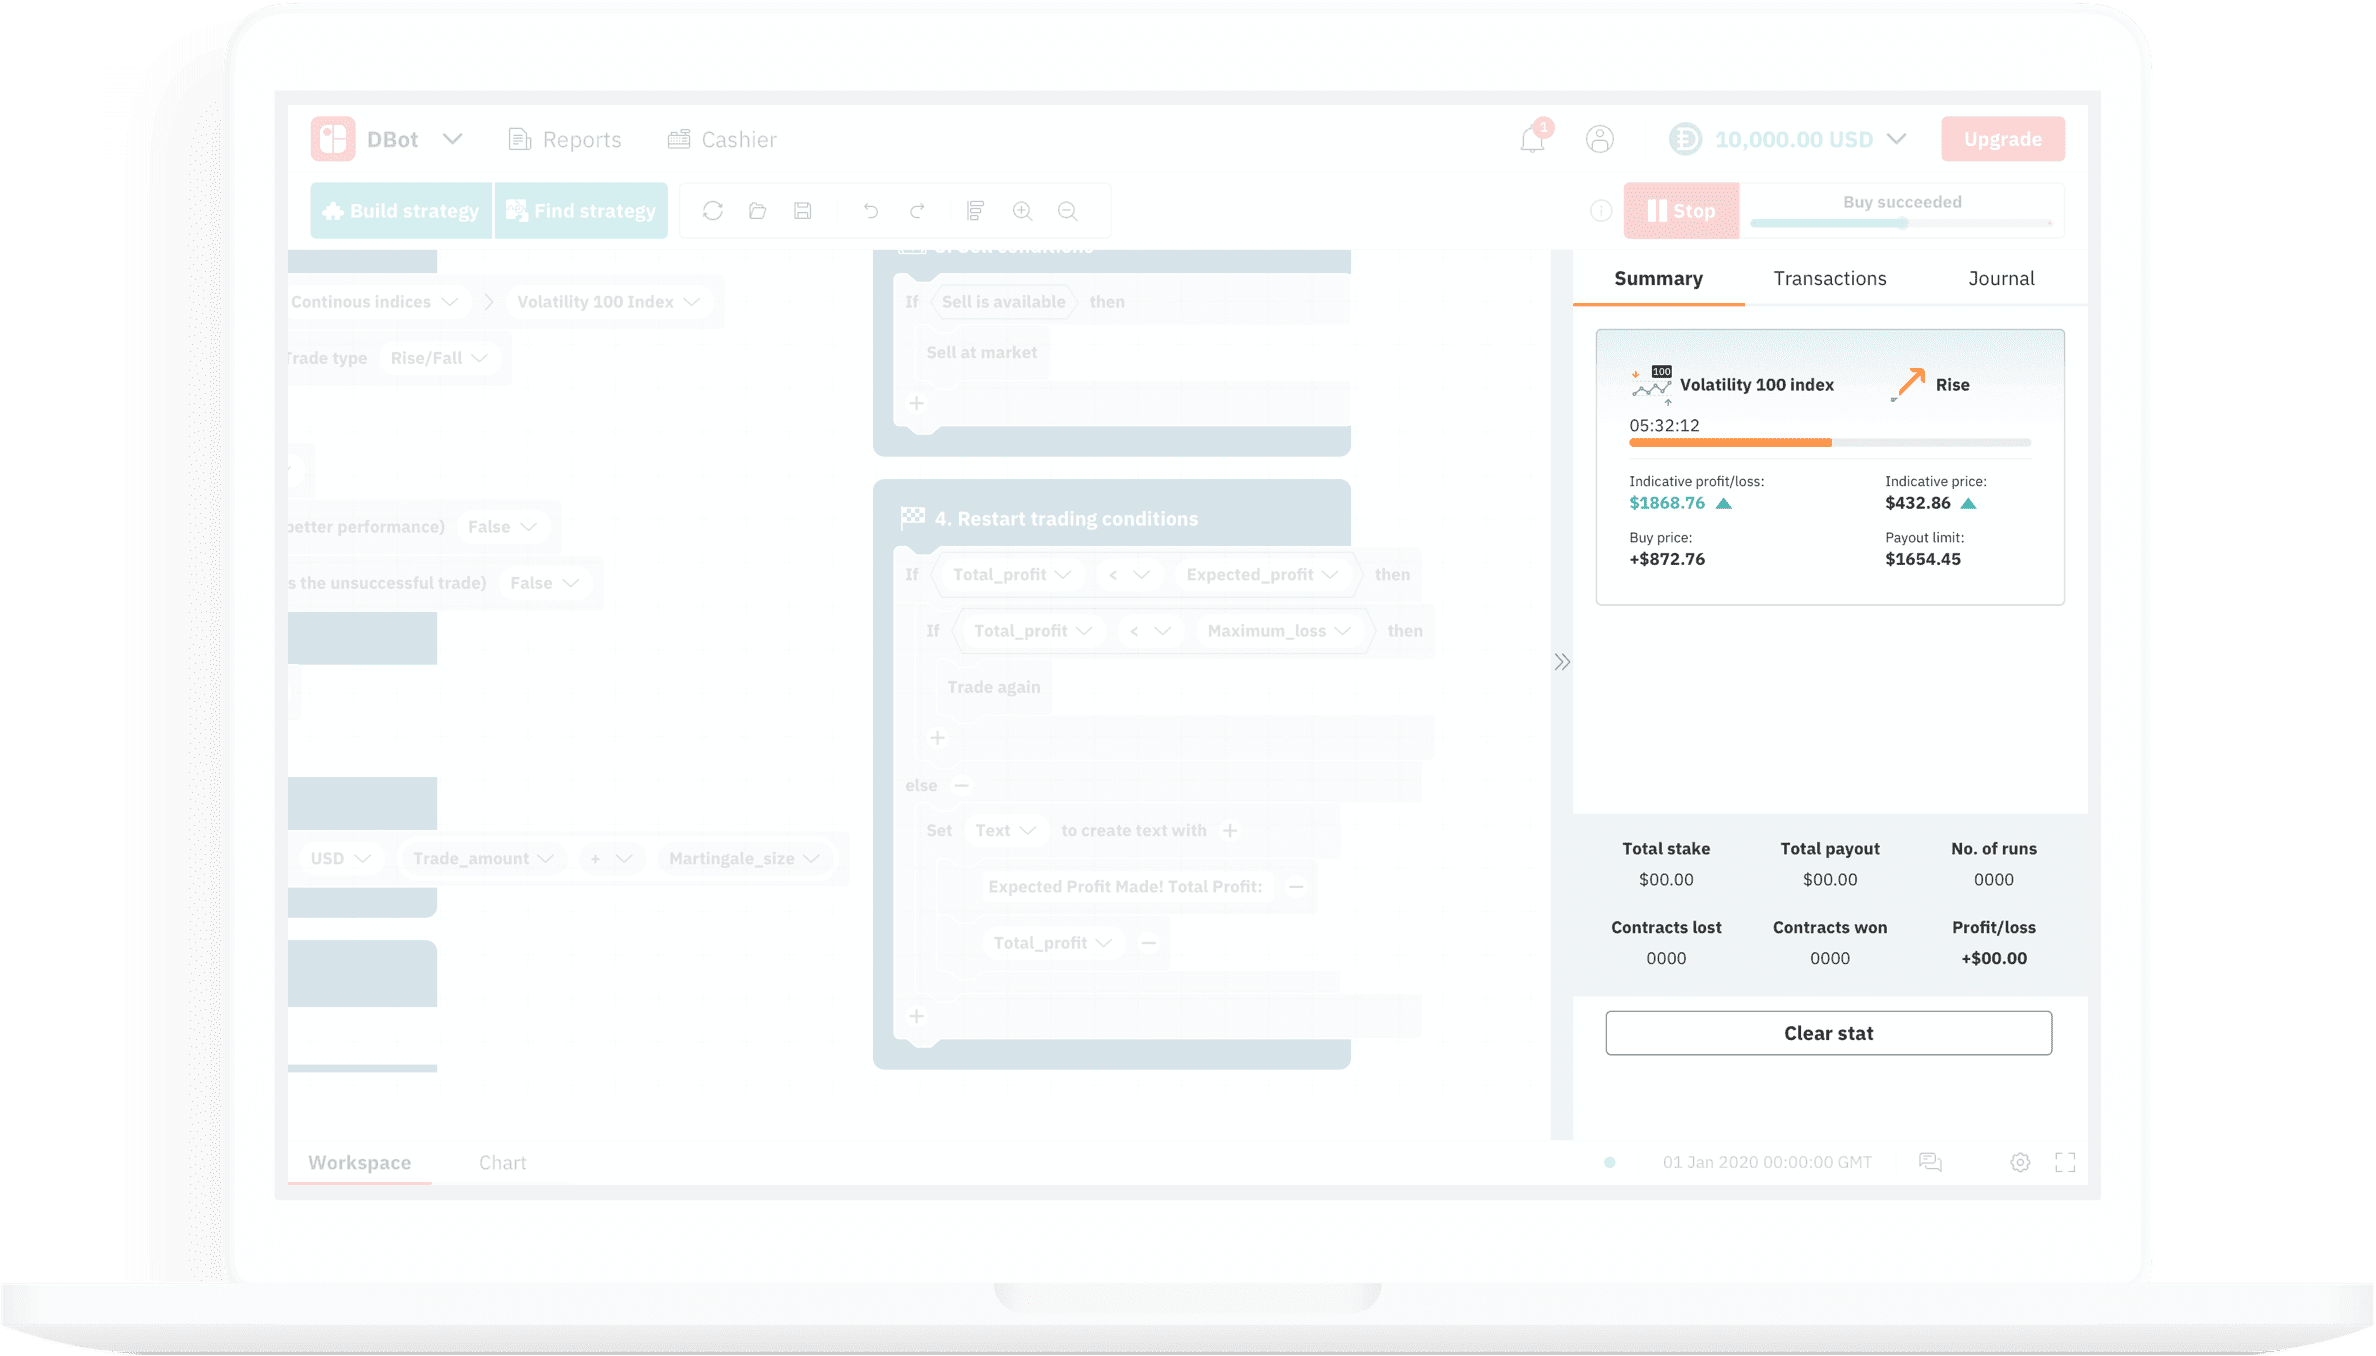 DBot
Reports
Cashier
1
10,000.00 USD
Upgrade
Build strategy
Find strategy
Stop
Buy succeeded
Continous indices
Volatility 100 Index
Trade type
Rise/Fall
better performance)
False
s the unsuccessful trade)
False
USD
Trade_amount
+
Martingale_size
If Sell is available then
Sell at market
+
4. Restart trading conditions
If Total_profit < Expected_profit then
If Total_profit < Maximum_loss then
Trade again
+
else −
Set Text to create text with +
Expected Profit Made! Total Profit: −
Total_profit −
+
Summary
Transactions
Journal
100
Volatility 100 index
Rise
05:32:12
Indicative profit/loss:
$1868.76
Indicative price:
$432.86
Buy price:
+$872.76
Payout limit:
$1654.45
Total stake
$00.00
Total payout
$00.00
No. of runs
0000
Contracts lost
0000
Contracts won
0000
Profit/loss
+$00.00
Clear stat
Workspace
Chart
01 Jan 2020 00:00:00 GMT